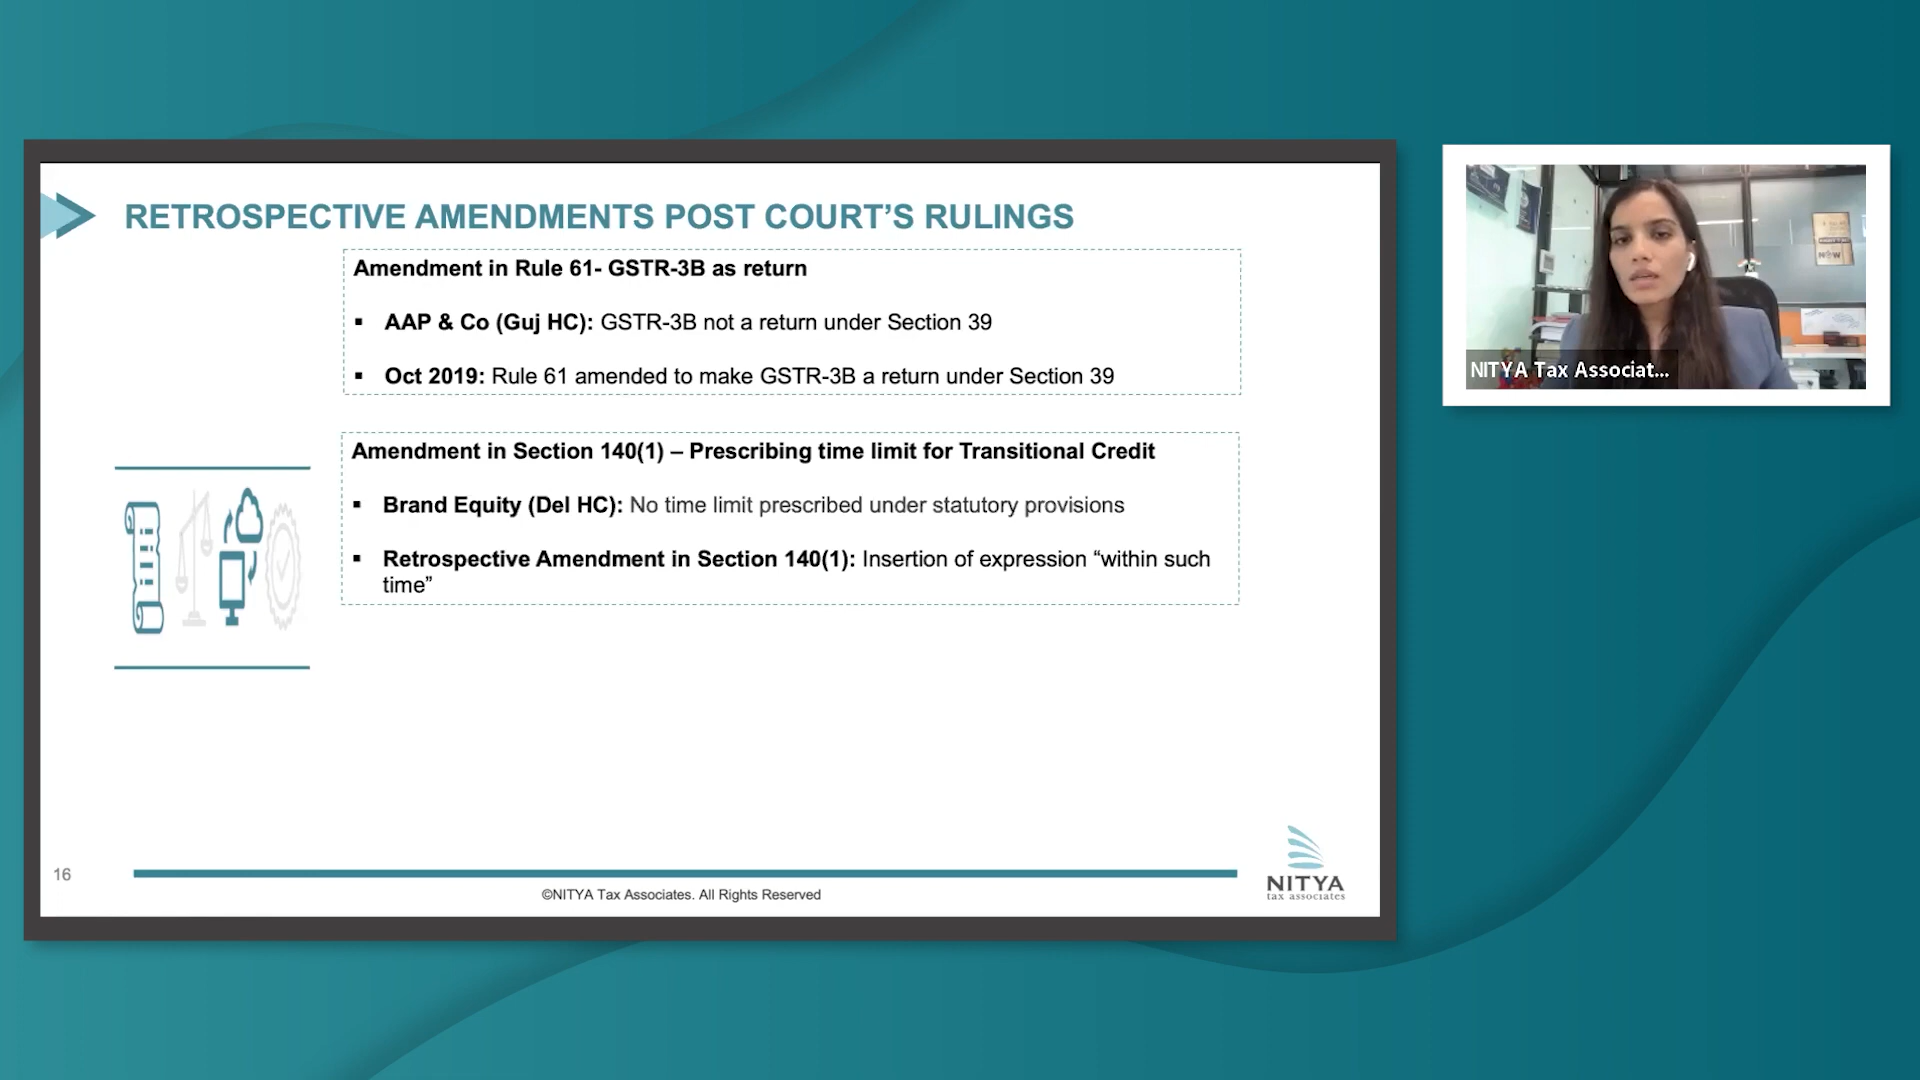 RETROSPECTIVE AMENDMENTS POST COURT’S RULINGS
Amendment in Rule 61- GSTR-3B as return
▪ AAP & Co (Guj HC): GSTR-3B not a return under Section 39
▪ Oct 2019: Rule 61 amended to make GSTR-3B a return under Section 39
Amendment in Section 140(1) – Prescribing time limit for Transitional Credit
▪ Brand Equity (Del HC): No time limit prescribed under statutory provisions
▪ Retrospective Amendment in Section 140(1): Insertion of expression “within such
time”
16
©NITYA Tax Associates. All Rights Reserved
NITYA
tax associates
NITYA Tax Associat...
NOW